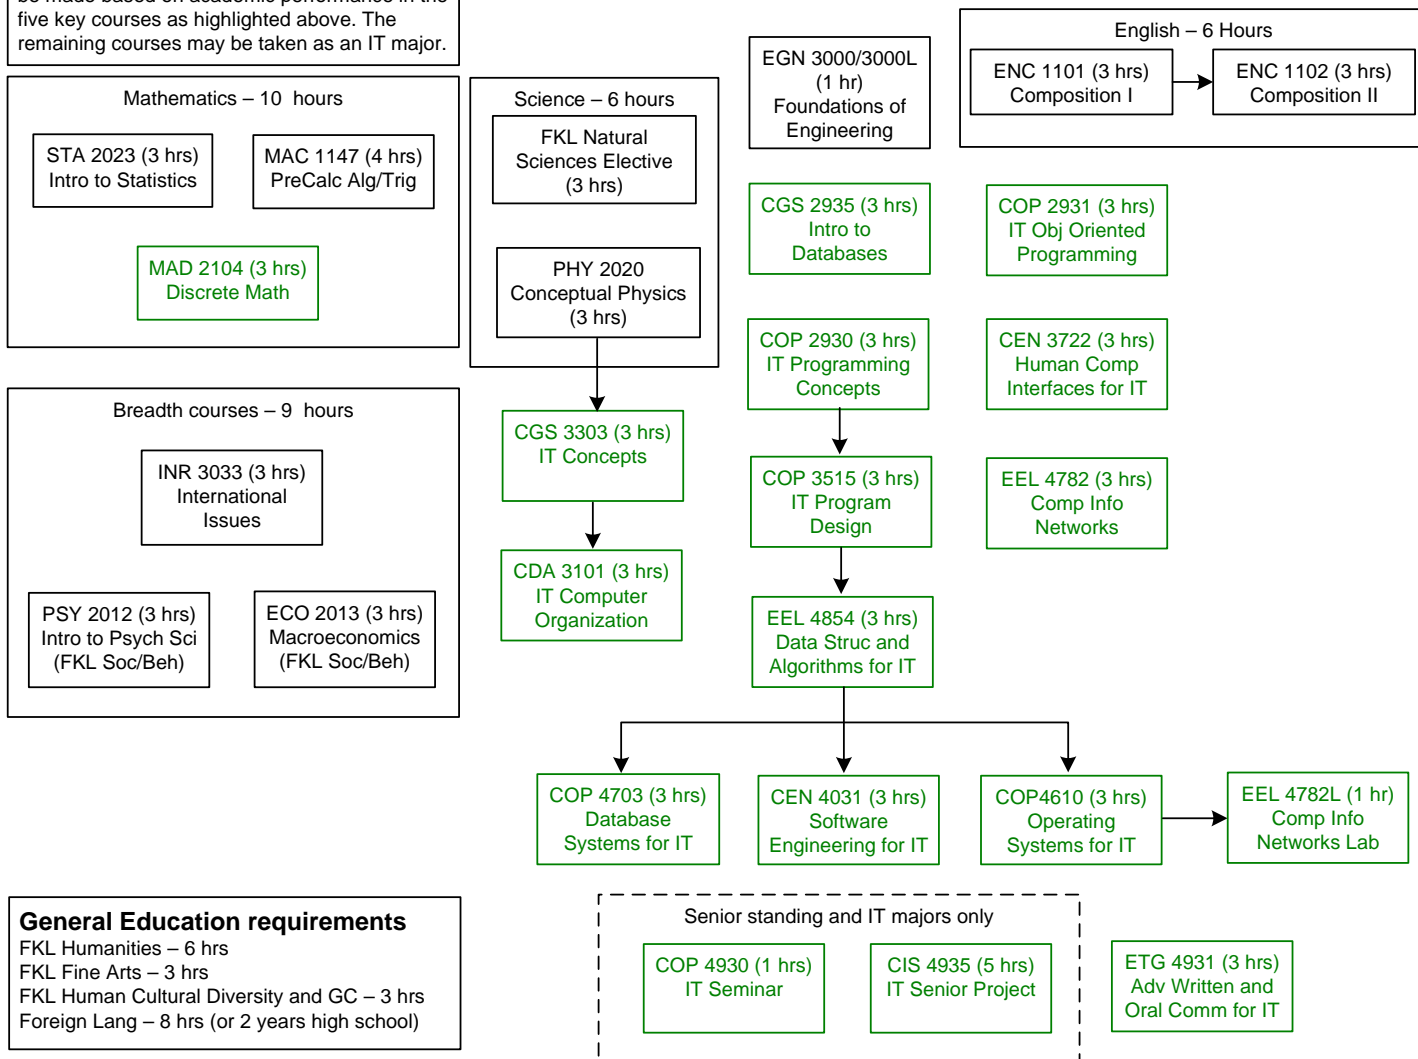 be made based on academic performance in the
five key courses as highlighted above. The
remaining courses may be taken as an IT major.
Mathematics – 10 hours
STA 2023 (3 hrs)
Intro to Statistics
MAC 1147 (4 hrs)
PreCalc Alg/Trig
MAD 2104 (3 hrs)
Discrete Math
Science – 6 hours
FKL Natural
Sciences Elective
(3 hrs)
PHY 2020
Conceptual Physics
(3 hrs)
EGN 3000/3000L
(1 hr)
Foundations of
Engineering
English – 6 Hours
ENC 1101 (3 hrs)
Composition I
ENC 1102 (3 hrs)
Composition II
CGS 2935 (3 hrs)
Intro to
Databases
COP 2931 (3 hrs)
IT Obj Oriented
Programming
COP 2930 (3 hrs)
IT Programming
Concepts
CEN 3722 (3 hrs)
Human Comp
Interfaces for IT
Breadth courses – 9 hours
INR 3033 (3 hrs)
International
Issues
PSY 2012 (3 hrs)
Intro to Psych Sci
(FKL Soc/Beh)
ECO 2013 (3 hrs)
Macroeconomics
(FKL Soc/Beh)
CGS 3303 (3 hrs)
IT Concepts
CDA 3101 (3 hrs)
IT Computer
Organization
COP 3515 (3 hrs)
IT Program
Design
EEL 4782 (3 hrs)
Comp Info
Networks
EEL 4854 (3 hrs)
Data Struc and
Algorithms for IT
COP 4703 (3 hrs)
Database
Systems for IT
CEN 4031 (3 hrs)
Software
Engineering for IT
COP4610 (3 hrs)
Operating
Systems for IT
EEL 4782L (1 hr)
Comp Info
Networks Lab
General Education requirements
FKL Humanities – 6 hrs
FKL Fine Arts – 3 hrs
FKL Human Cultural Diversity and GC – 3 hrs
Foreign Lang – 8 hrs (or 2 years high school)
Senior standing and IT majors only
COP 4930 (1 hrs)
IT Seminar
CIS 4935 (5 hrs)
IT Senior Project
ETG 4931 (3 hrs)
Adv Written and
Oral Comm for IT